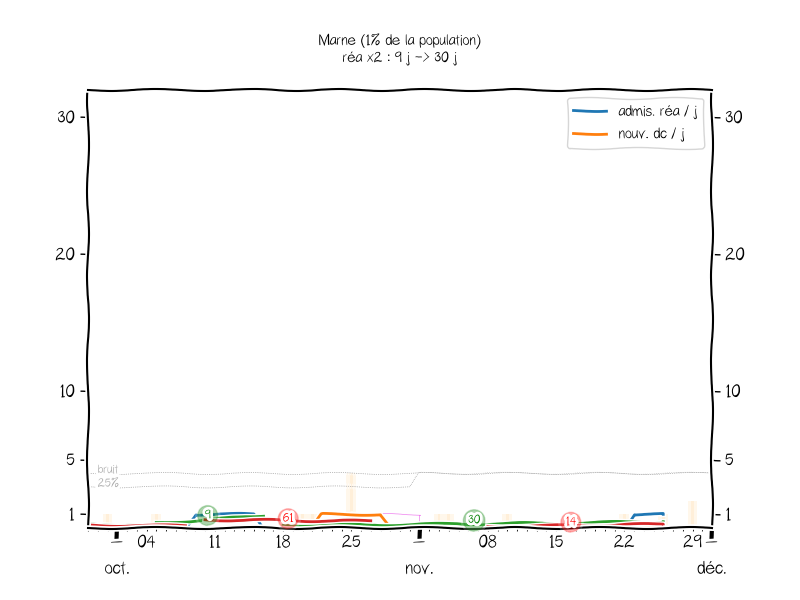 Marne (1% de la population)
réa x2 : 9 j -> 30 j
admis. réa / j
nouv. dc / j
30
30
20
20
10
10
bruit
5
5
25%
1
9
61
30
14
1
04
11
18
25
08
15
22
29
oct.
nov.
déc.